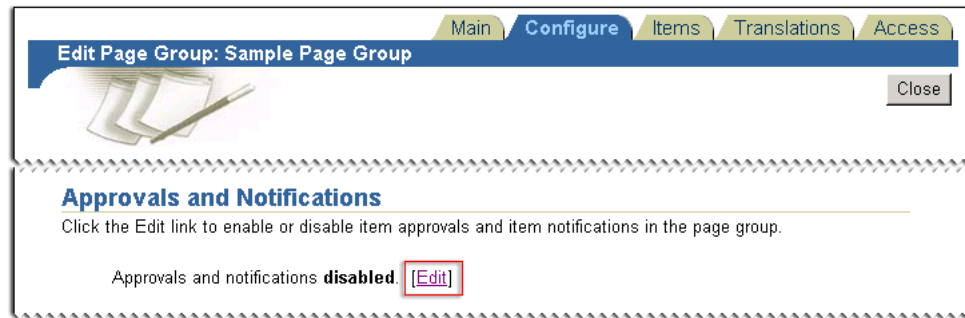 Main Configure Items Translations Access
Edit Page Group: Sample Page Group
Close
Approvals and Notifications
Click the Edit link to enable or disable item approvals and item notifications in the page group.
Approvals and notifications disabled. [Edit]